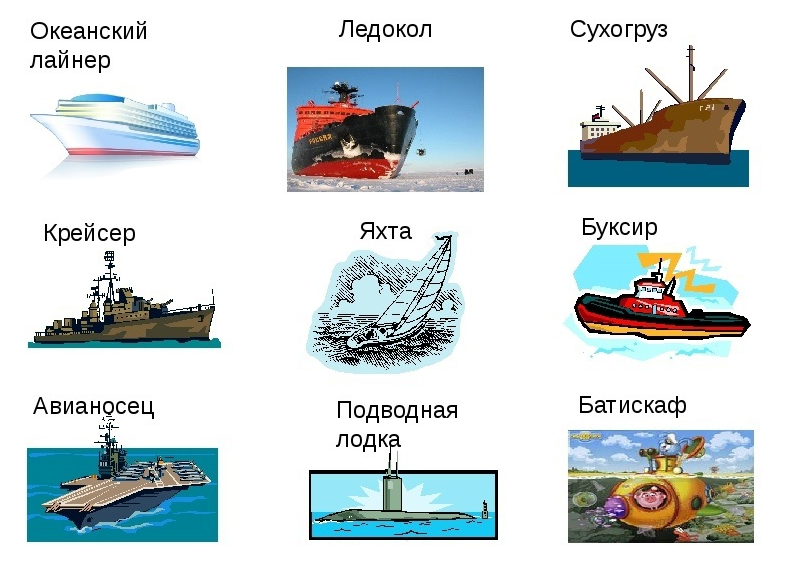 Океанский
лайнер
Ледокол
Сухогруз
Крейсер
Яхта
Буксир
Авианосец
Подводная
лодка
Батискаф